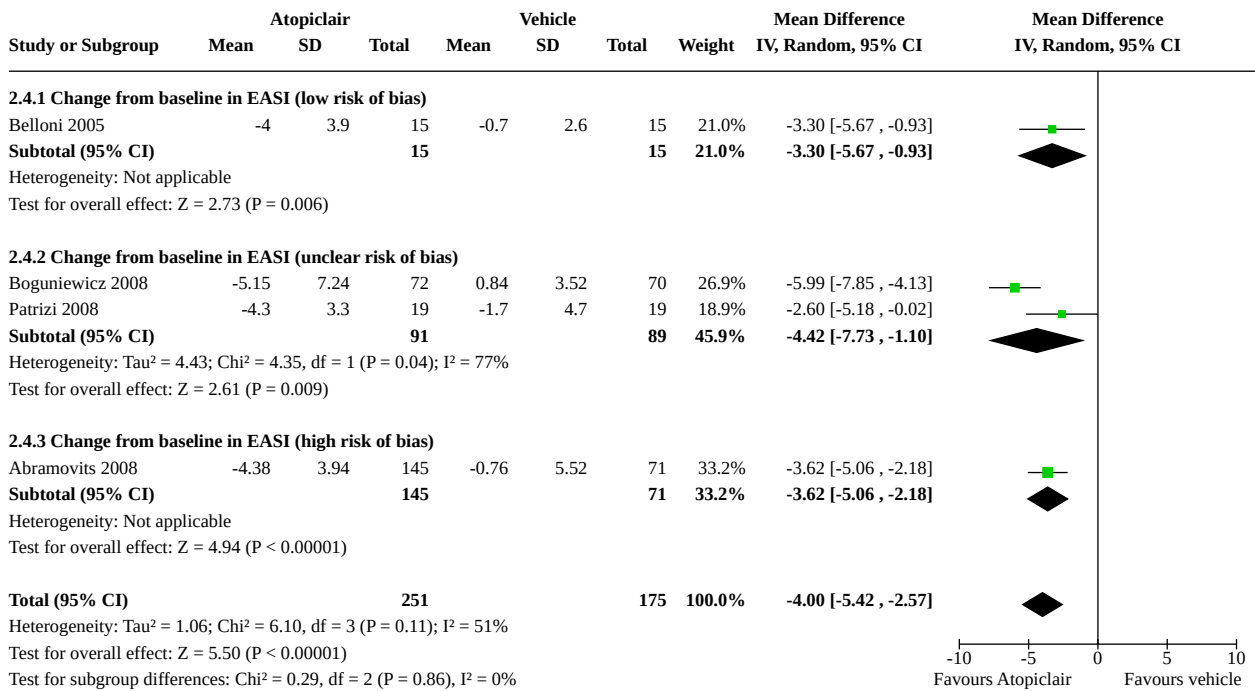 Atopiclair Vehicle Mean Difference Mean Difference
Study or Subgroup Mean SD Total Mean SD Total Weight IV, Random, 95% CI IV, Random, 95% CI
2.4.1 Change from baseline in EASI (low risk of bias)
Belloni 2005 -4 3.9 15 -0.7 2.6 15 21.0% -3.30 [-5.67 , -0.93]
Subtotal (95% CI) 15 15 21.0% -3.30 [-5.67 , -0.93]
Heterogeneity: Not applicable
Test for overall effect: Z = 2.73 (P = 0.006)
2.4.2 Change from baseline in EASI (unclear risk of bias)
Boguniewicz 2008 -5.15 7.24 72 0.84 3.52 70 26.9% -5.99 [-7.85 , -4.13]
Patrizi 2008 -4.3 3.3 19 -1.7 4.7 19 18.9% -2.60 [-5.18 , -0.02]
Subtotal (95% CI) 91 89 45.9% -4.42 [-7.73 , -1.10]
Heterogeneity: Tau² = 4.43; Chi² = 4.35, df = 1 (P = 0.04); I² = 77%
Test for overall effect: Z = 2.61 (P = 0.009)
2.4.3 Change from baseline in EASI (high risk of bias)
Abramovits 2008 -4.38 3.94 145 -0.76 5.52 71 33.2% -3.62 [-5.06 , -2.18]
Subtotal (95% CI) 145 71 33.2% -3.62 [-5.06 , -2.18]
Heterogeneity: Not applicable
Test for overall effect: Z = 4.94 (P < 0.00001)
Total (95% CI) 251 175 100.0% -4.00 [-5.42 , -2.57]
Heterogeneity: Tau² = 1.06; Chi² = 6.10, df = 3 (P = 0.11); I² = 51%
Test for overall effect: Z = 5.50 (P < 0.00001) -10 -5 0 5 10
Test for subgroup differences: Chi² = 0.29, df = 2 (P = 0.86), I² = 0% Favours Atopiclair Favours vehicle